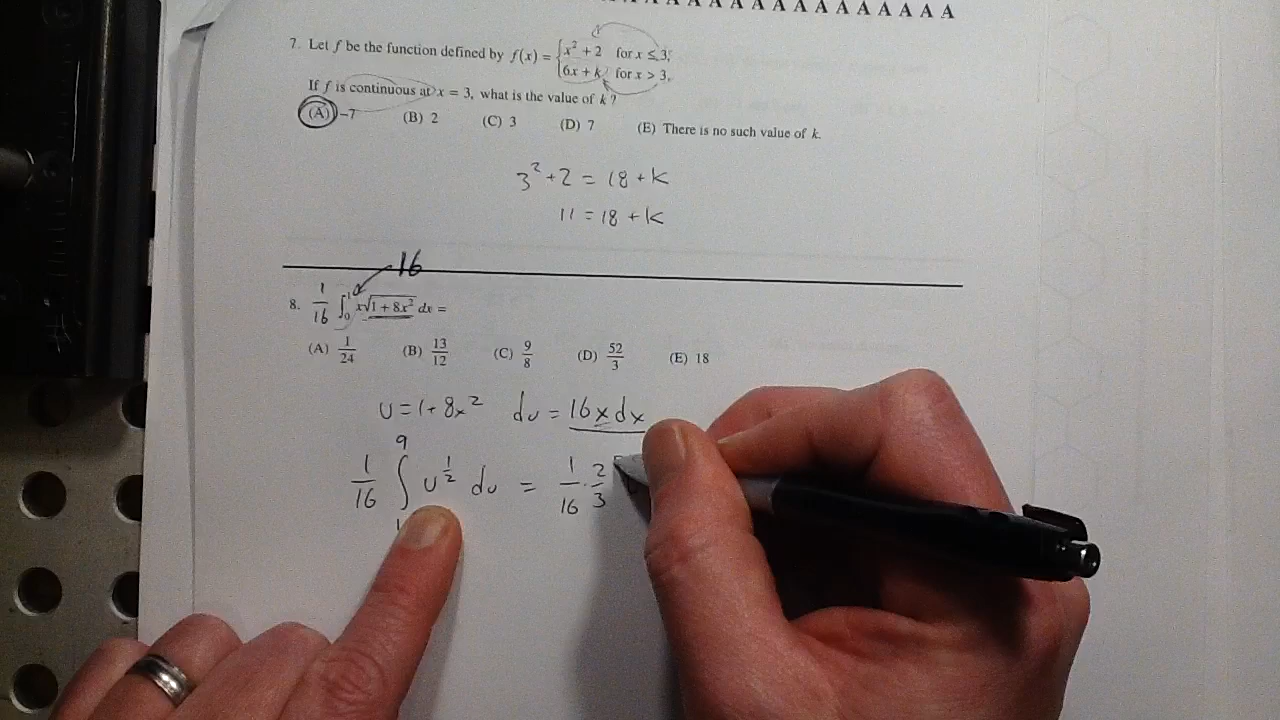 A A A A A A A A A A A A A A
7. Let f be the function defined by f(x) = { x² + 2 for x ≤ 3,
6x + k for x > 3.
If f is continuous at x = 3, what is the value of k?
(A) −7 (B) 2 (C) 3 (D) 7 (E) There is no such value of k.
3² + 2 = 18 + k
11 = 18 + k
16
8. 1/16 ∫₀¹ x√(1 + 8x²) dx =
(A) 1/24 (B) 13/12 (C) 9/8 (D) 52/3 (E) 18
u = 1 + 8x² du = 16x dx
1/16 ∫₁⁹ u^(1/2) du = 1/16 · 2/3